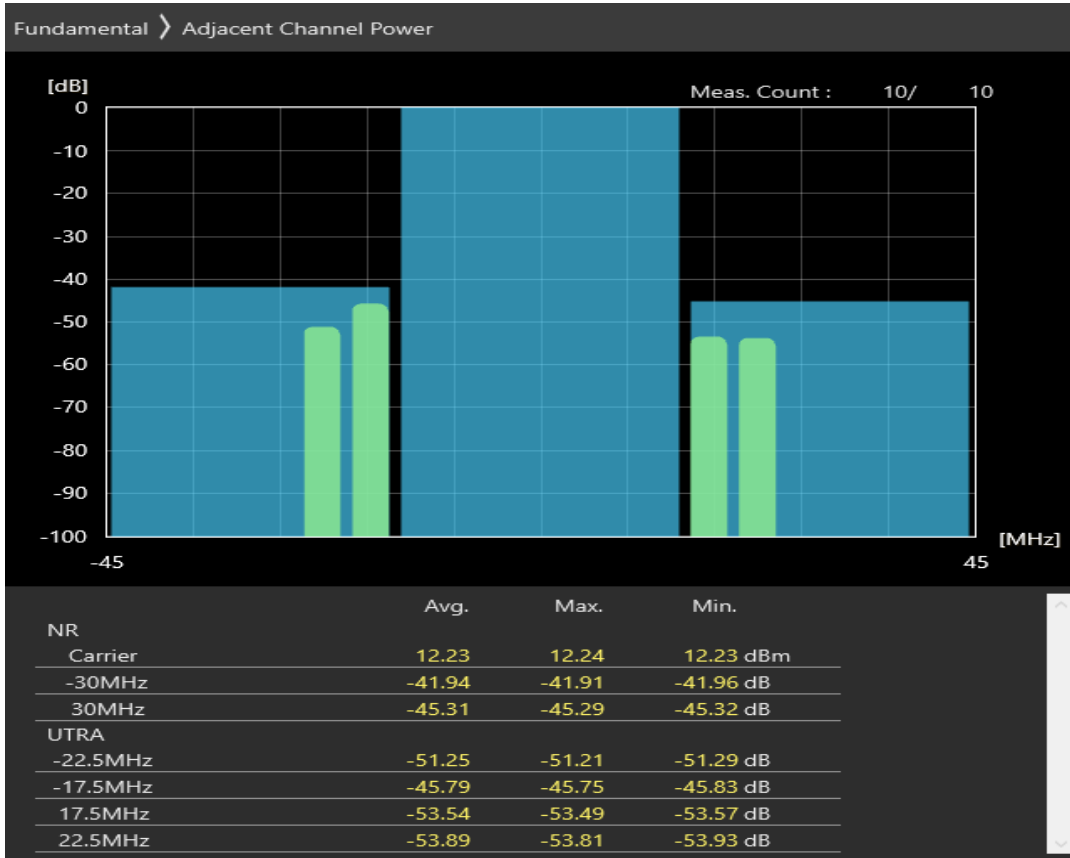 Fundamental ❭ Adjacent Channel Power
[dB]
Meas. Count : 10/ 10
0
-10
-20
-30
-40
-50
-60
-70
-80
-90
-100
[MHz]
-45 45
Avg. Max. Min.
NR
Carrier 12.23 12.24 12.23 dBm
-30MHz -41.94 -41.91 -41.96 dB
30MHz -45.31 -45.29 -45.32 dB
UTRA
-22.5MHz -51.25 -51.21 -51.29 dB
-17.5MHz -45.79 -45.75 -45.83 dB
17.5MHz -53.54 -53.49 -53.57 dB
22.5MHz -53.89 -53.81 -53.93 dB